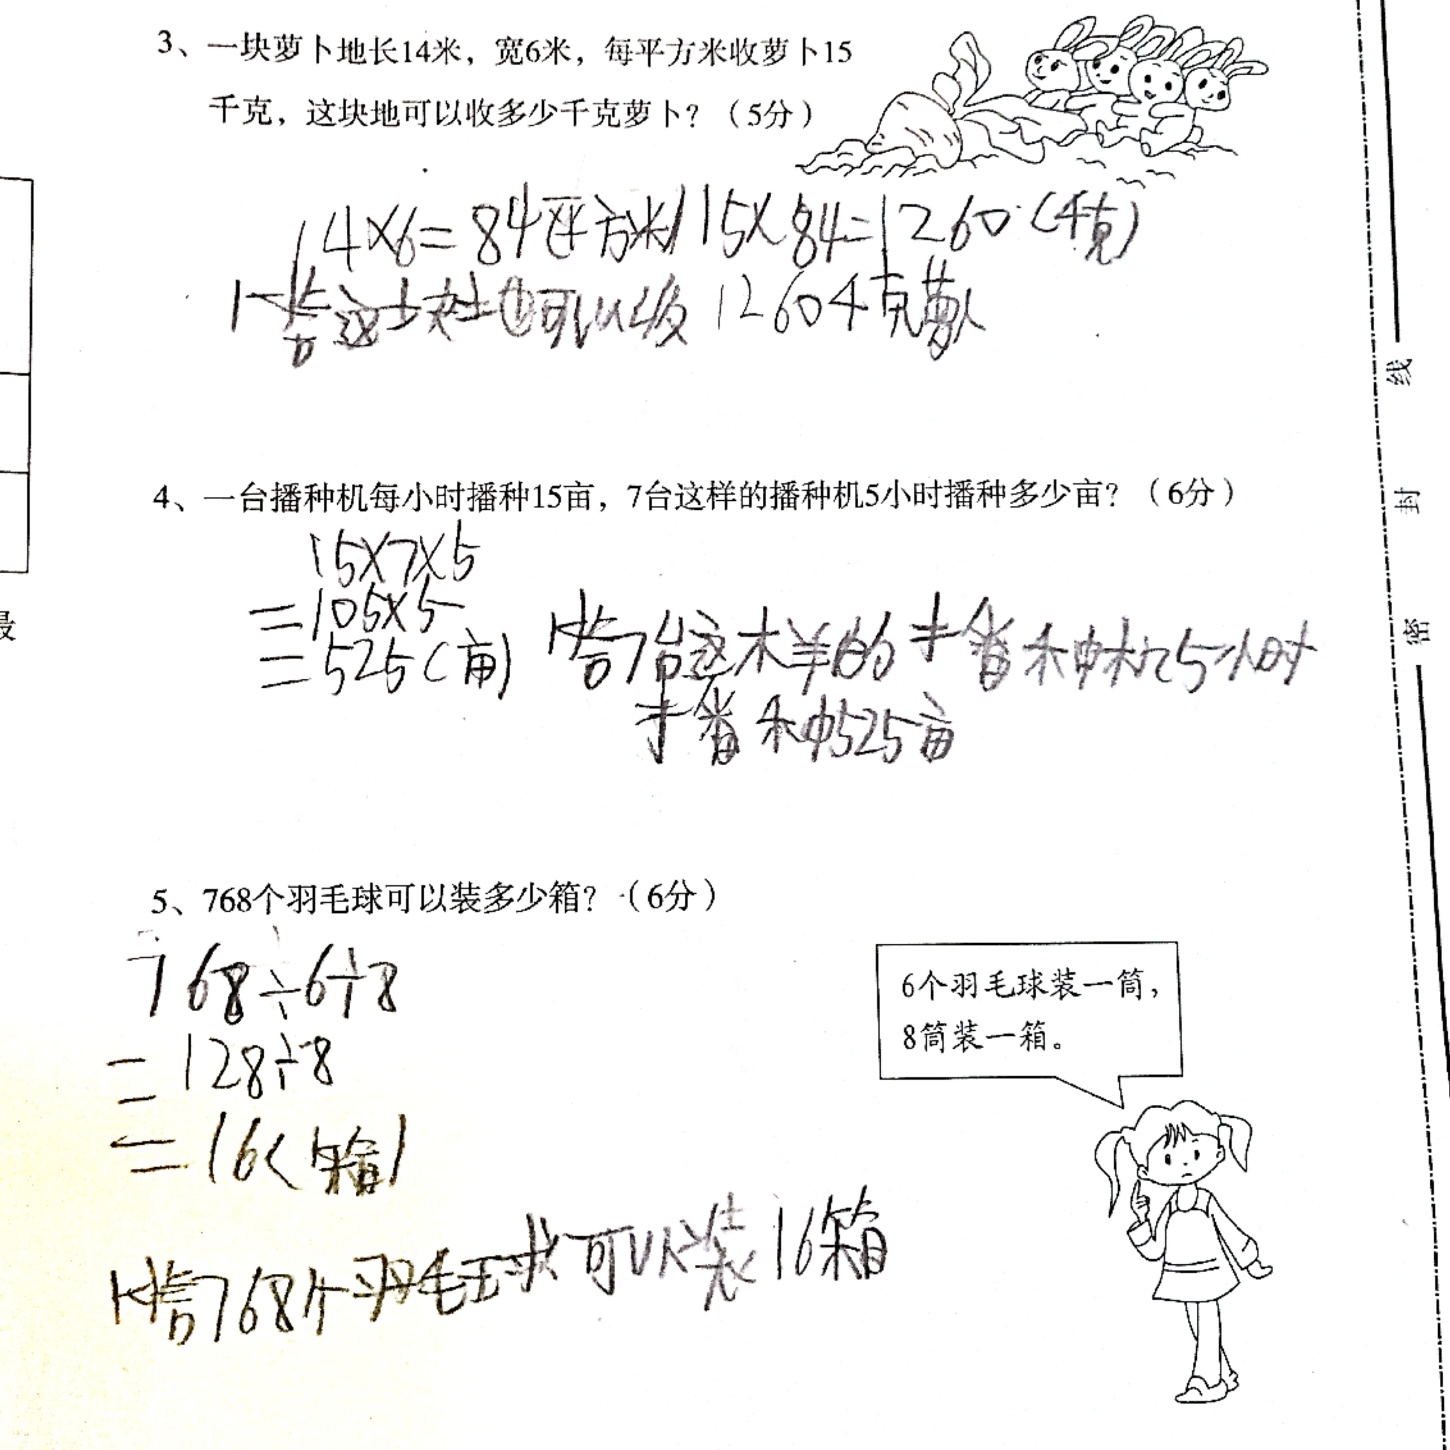 3、一块萝卜地长14米，宽6米，每平方米收萝卜15
千克，这块地可以收多少千克萝卜？（5分）
14×6=84(平方米) 15×84=1260(千克)
答这块地可以收1260千克萝卜
4、一台播种机每小时播种15亩，7台这样的播种机5小时播种多少亩？（6分）
15×7×5
=105×5
=525(亩)
答7台这样的播种机5小时
播种525亩
5、768个羽毛球可以装多少箱？（6分）
768÷6÷8
=128÷8
=16(箱)
答768个羽毛球可以装16箱
6个羽毛球装一筒，
8筒装一箱。
线
封
密
最